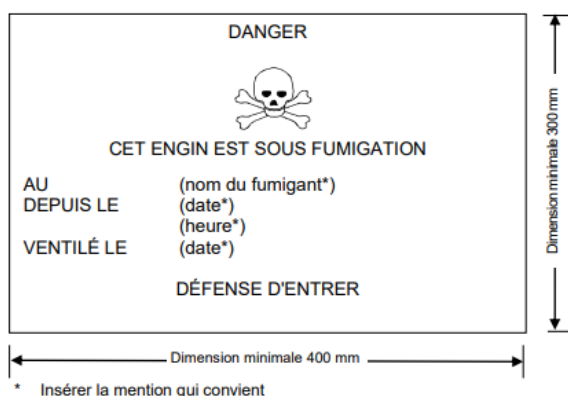 DANGER
CET ENGIN EST SOUS FUMIGATION
AU (nom du fumigant*)
DEPUIS LE (date*)
(heure*)
VENTILÉ LE (date*)
DÉFENSE D'ENTRER
Dimension minimale 300 mm
Dimension minimale 400 mm
* Insérer la mention qui convient